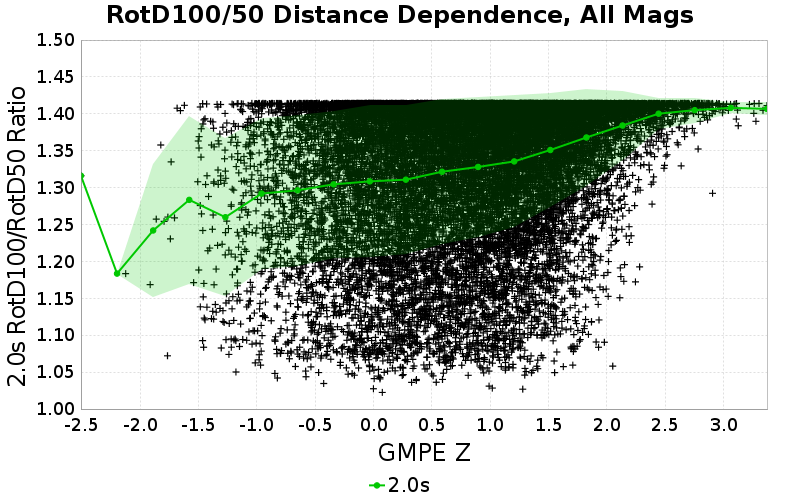 RotD100/50 Distance Dependence, All Mags
2.0s RotD100/RotD50 Ratio
1.50
1.45
1.40
1.35
1.30
1.25
1.20
1.15
1.10
1.05
1.00
-2.5 -2.0 -1.5 -1.0 -0.5 0.0 0.5 1.0 1.5 2.0 2.5 3.0
GMPE Z
2.0s